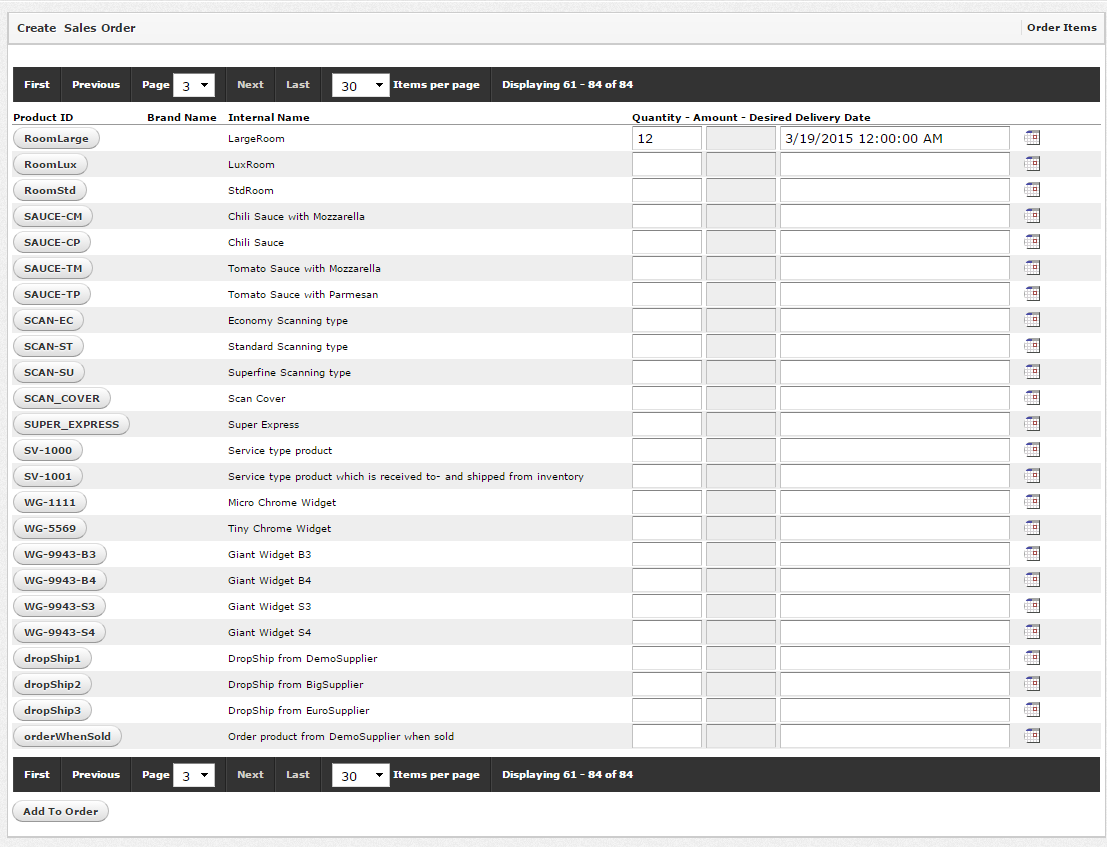 Create Sales Order Order Items
First Previous Page 3 Next Last 30 Items per page Displaying 61 - 84 of 84
Product ID Brand Name Internal Name Quantity - Amount - Desired Delivery Date
RoomLarge LargeRoom 12 3/19/2015 12:00:00 AM
RoomLux LuxRoom
RoomStd StdRoom
SAUCE-CM Chili Sauce with Mozzarella
SAUCE-CP Chili Sauce
SAUCE-TM Tomato Sauce with Mozzarella
SAUCE-TP Tomato Sauce with Parmesan
SCAN-EC Economy Scanning type
SCAN-ST Standard Scanning type
SCAN-SU Superfine Scanning type
SCAN_COVER Scan Cover
SUPER_EXPRESS Super Express
SV-1000 Service type product
SV-1001 Service type product which is received to- and shipped from inventory
WG-1111 Micro Chrome Widget
WG-5569 Tiny Chrome Widget
WG-9943-B3 Giant Widget B3
WG-9943-B4 Giant Widget B4
WG-9943-S3 Giant Widget S3
WG-9943-S4 Giant Widget S4
dropShip1 DropShip from DemoSupplier
dropShip2 DropShip from BigSupplier
dropShip3 DropShip from EuroSupplier
orderWhenSold Order product from DemoSupplier when sold
First Previous Page 3 Next Last 30 Items per page Displaying 61 - 84 of 84
Add To Order